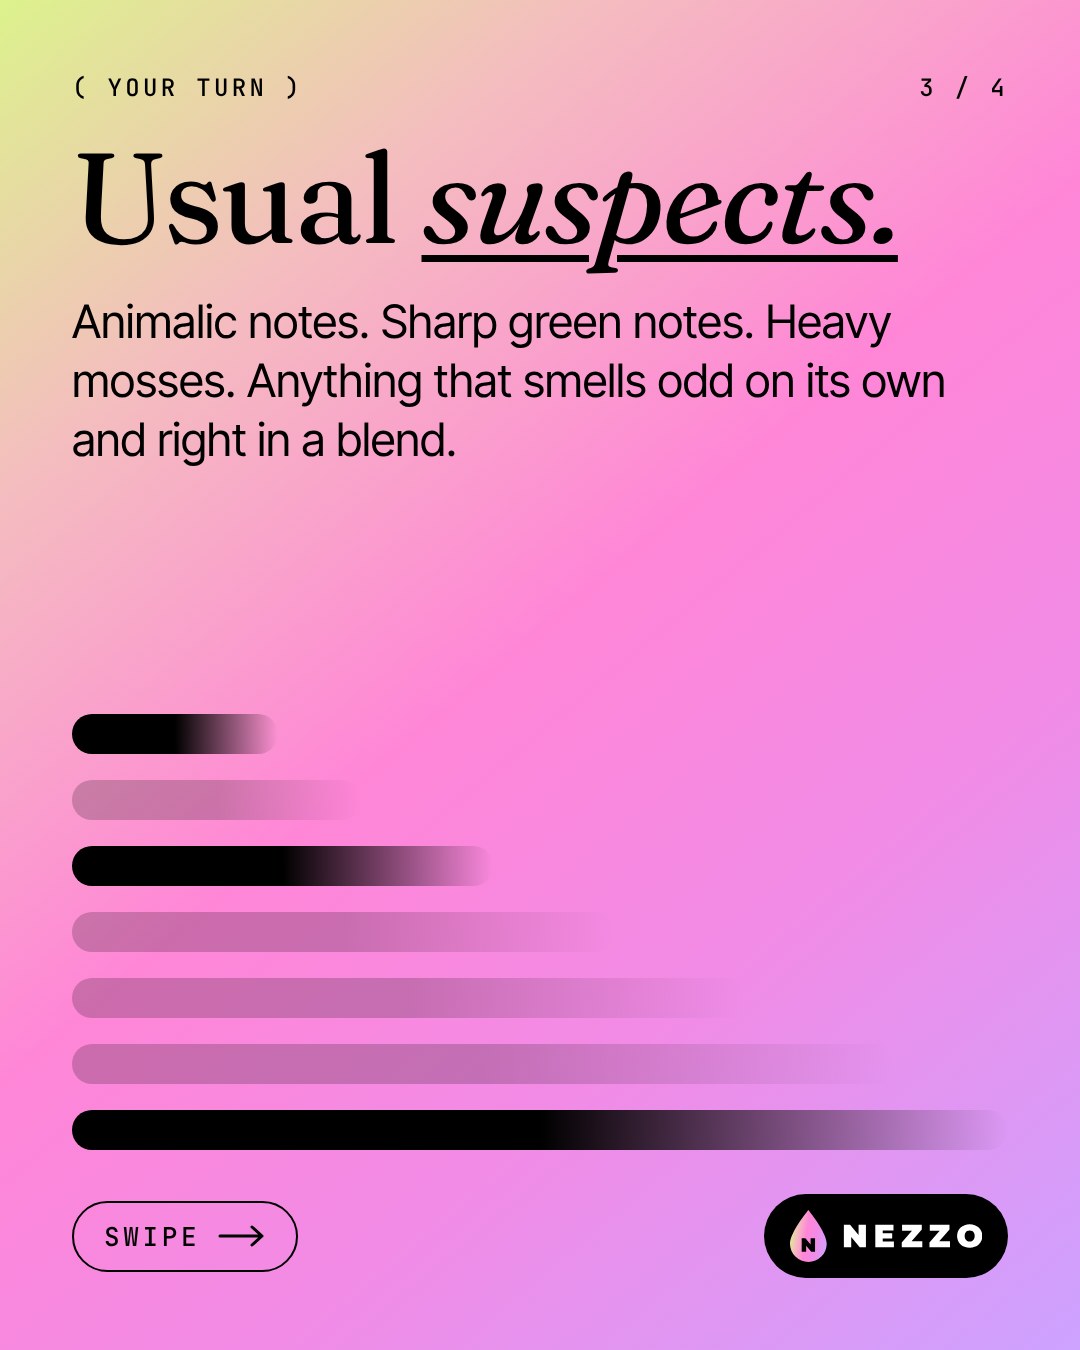 ( YOUR TURN )
3 / 4
Usual suspects.
Animalic notes. Sharp green notes. Heavy
mosses. Anything that smells odd on its own
and right in a blend.
SWIPE →
N NEZZO